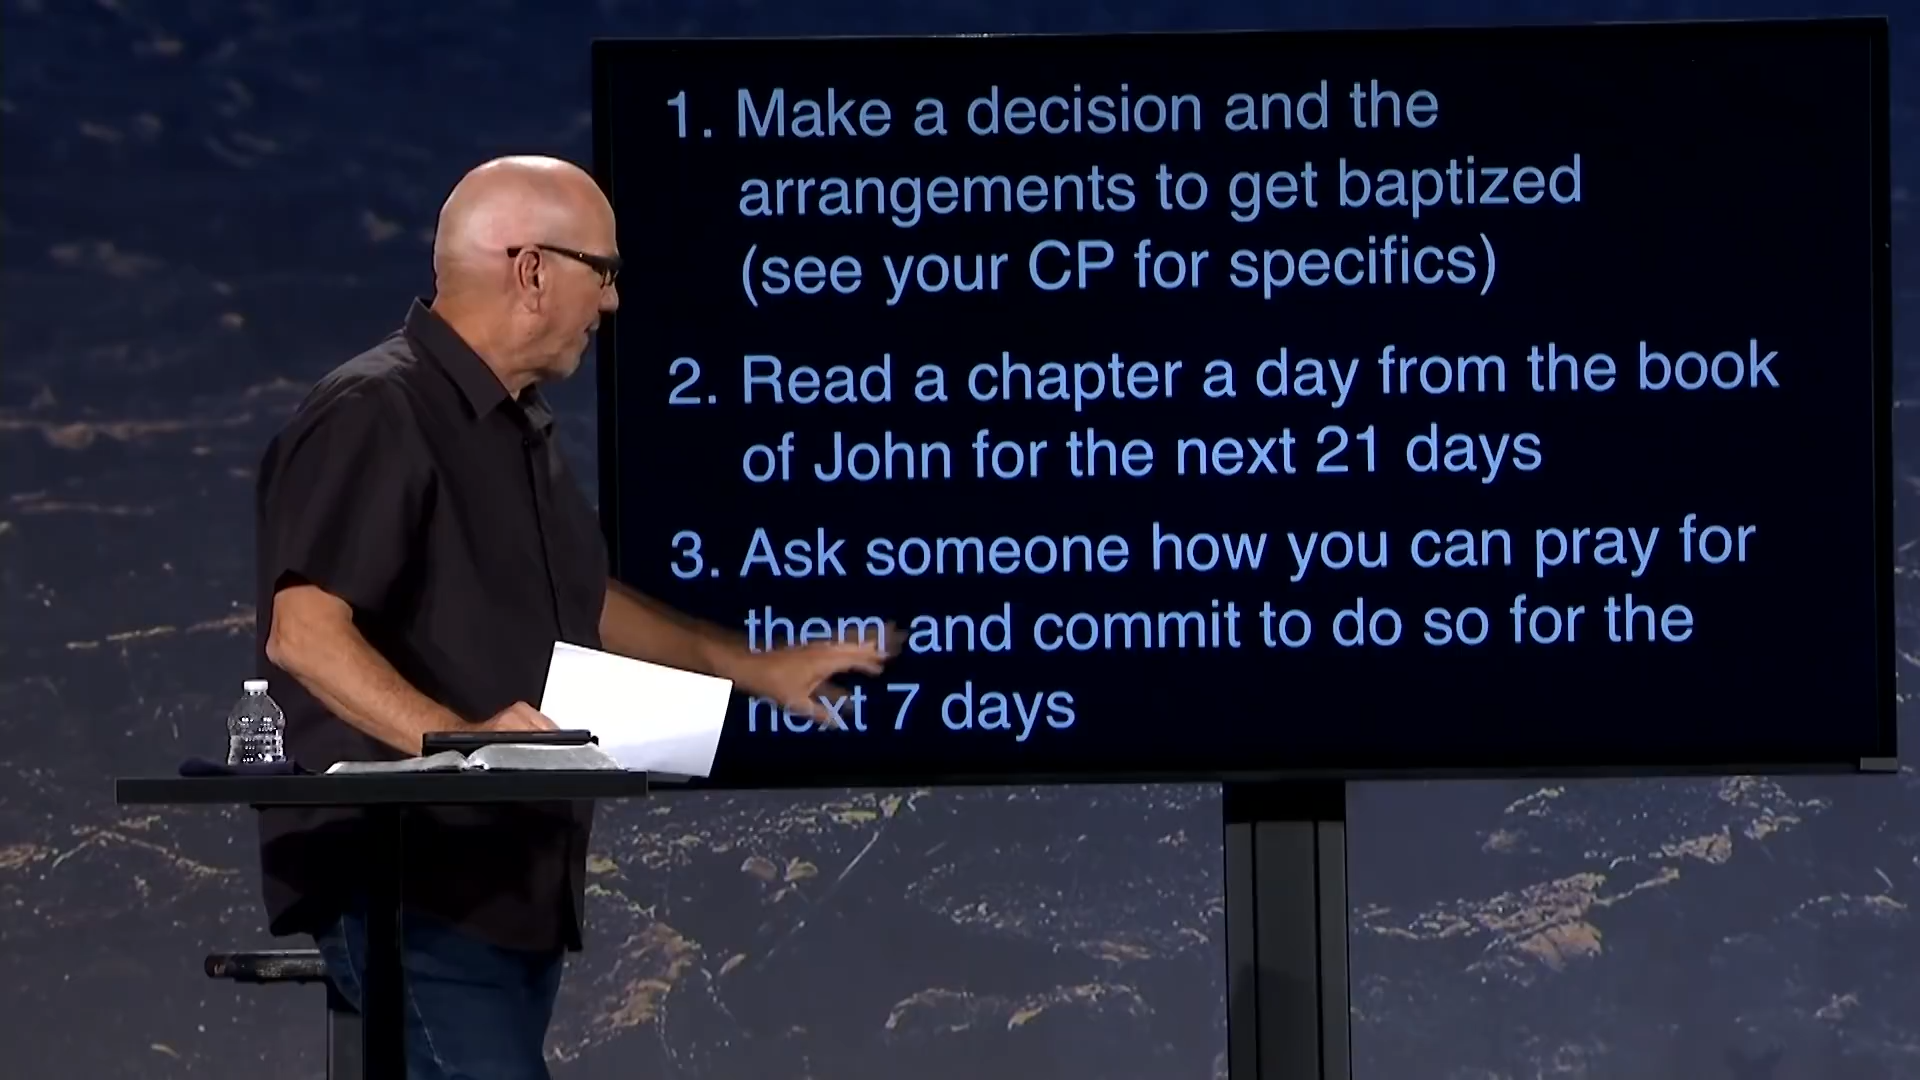 1. Make a decision and the
arrangements to get baptized
(see your CP for specifics)
2. Read a chapter a day from the book
of John for the next 21 days
3. Ask someone how you can pray for
them and commit to do so for the
next 7 days